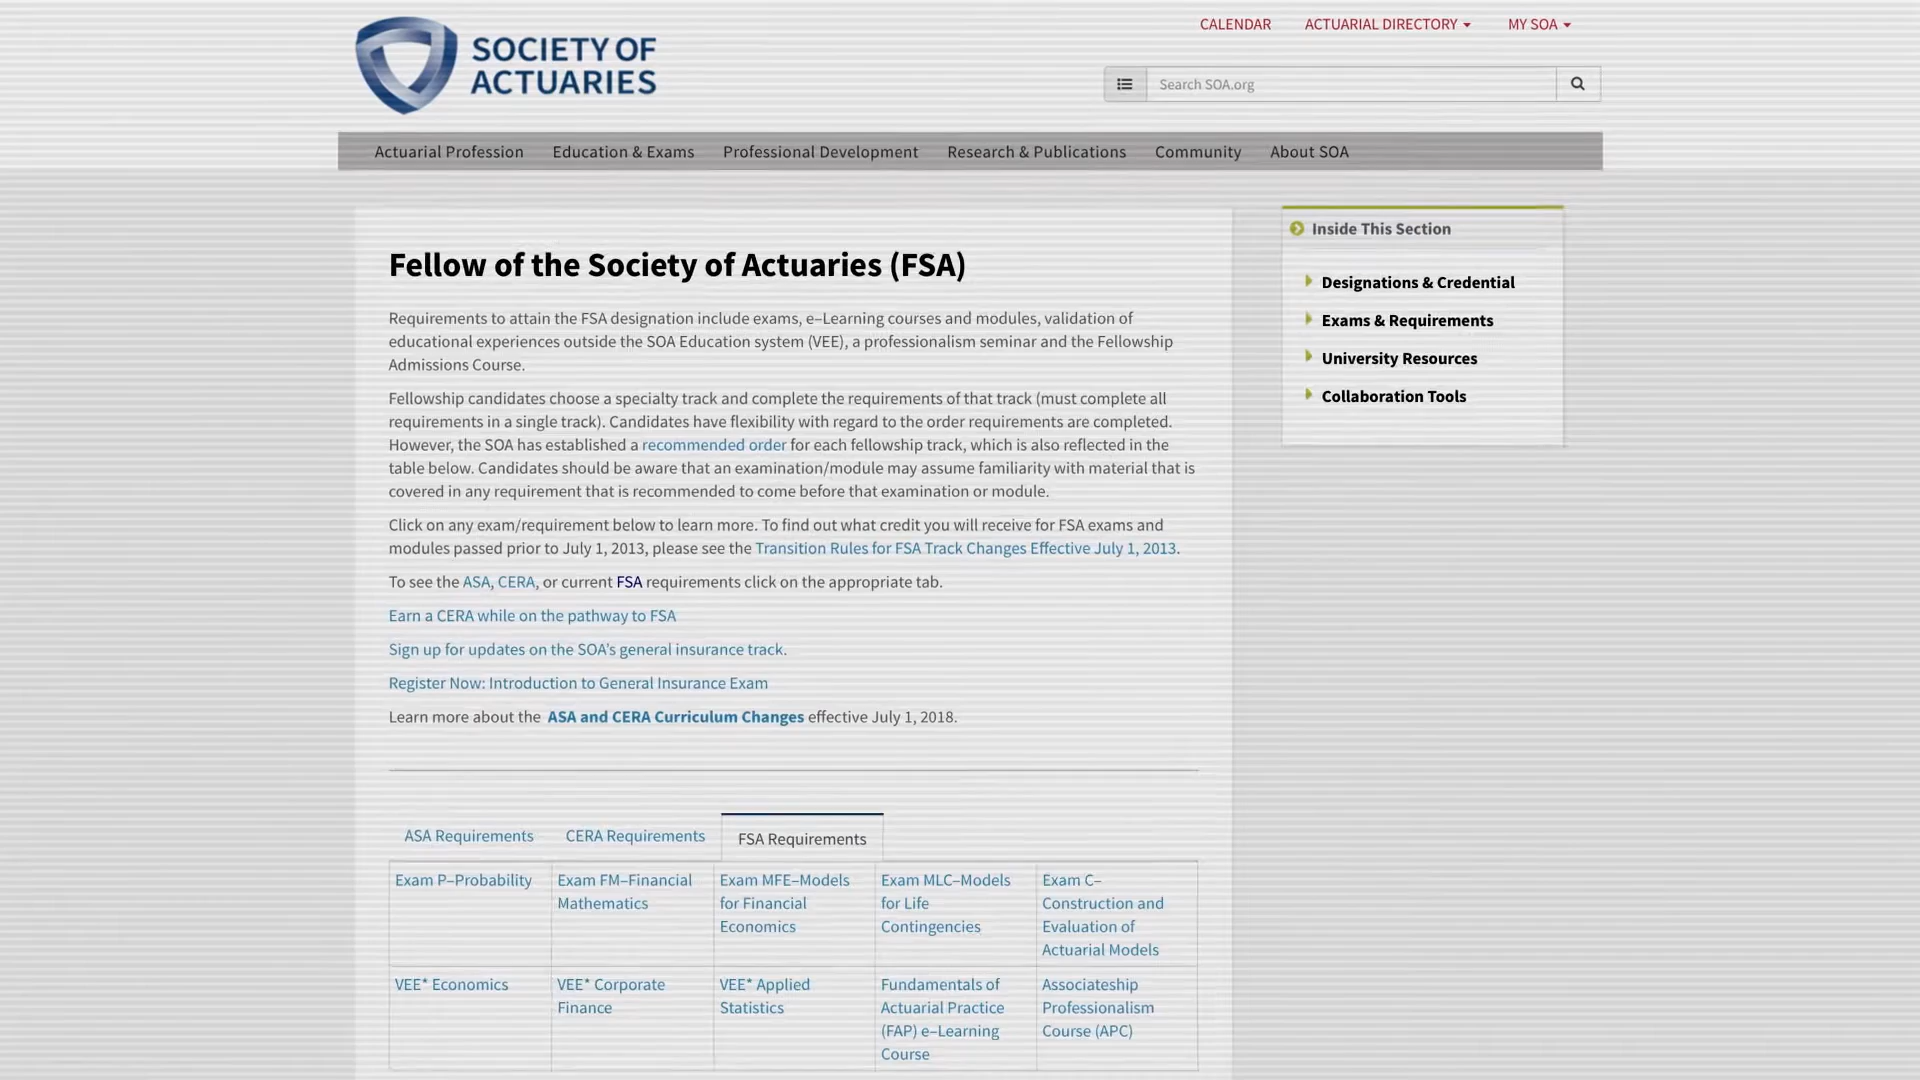 SOCIETY OF
ACTUARIES
CALENDAR ACTUARIAL DIRECTORY MY SOA
Search SOA.org
Actuarial Profession Education & Exams Professional Development Research & Publications Community About SOA
Fellow of the Society of Actuaries (FSA)
Requirements to attain the FSA designation include exams, e–Learning courses and modules, validation of
educational experiences outside the SOA Education system (VEE), a professionalism seminar and the Fellowship
Admissions Course.
Fellowship candidates choose a specialty track and complete the requirements of that track (must complete all
requirements in a single track). Candidates have flexibility with regard to the order requirements are completed.
However, the SOA has established a recommended order for each fellowship track, which is also reflected in the
table below. Candidates should be aware that an examination/module may assume familiarity with material that is
covered in any requirement that is recommended to come before that examination or module.
Click on any exam/requirement below to learn more. To find out what credit you will receive for FSA exams and
modules passed prior to July 1, 2013, please see the Transition Rules for FSA Track Changes Effective July 1, 2013.
To see the ASA, CERA, or current FSA requirements click on the appropriate tab.
Earn a CERA while on the pathway to FSA
Sign up for updates on the SOA's general insurance track.
Register Now: Introduction to General Insurance Exam
Learn more about the ASA and CERA Curriculum Changes effective July 1, 2018.
Inside This Section
Designations & Credential
Exams & Requirements
University Resources
Collaboration Tools
ASA Requirements CERA Requirements FSA Requirements
Exam P–Probability
Exam FM–Financial
Mathematics
Exam MFE–Models
for Financial
Economics
Exam MLC–Models
for Life
Contingencies
Exam C–
Construction and
Evaluation of
Actuarial Models
VEE* Economics
VEE* Corporate
Finance
VEE* Applied
Statistics
Fundamentals of
Actuarial Practice
(FAP) e–Learning
Course
Associateship
Professionalism
Course (APC)